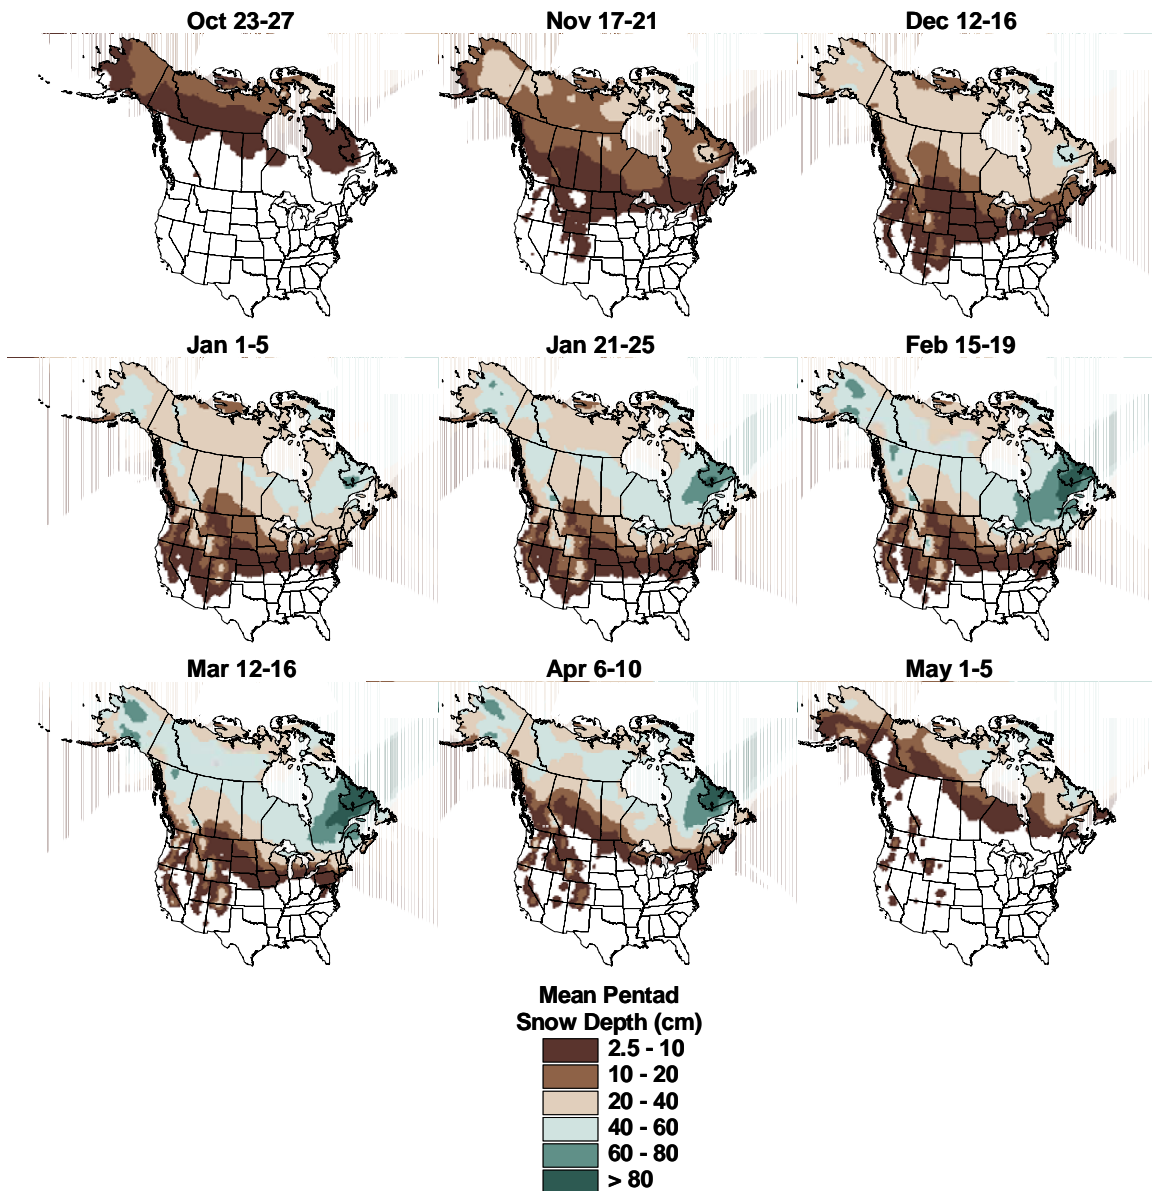 Oct 23-27
Nov 17-21
Dec 12-16
Jan 1-5
Jan 21-25
Feb 15-19
Mar 12-16
Apr 6-10
May 1-5
Mean Pentad
Snow Depth (cm)
2.5 - 10
10 - 20
20 - 40
40 - 60
60 - 80
> 80